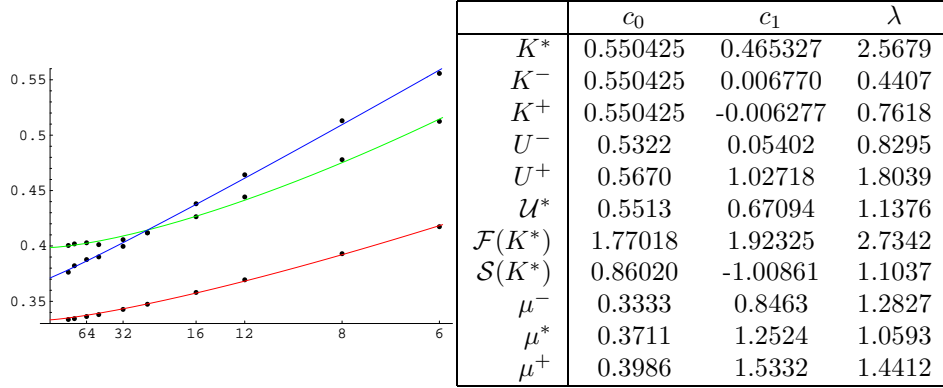 0.55
0.5
0.45
0.4
0.35
64 32 16 12 8 6
c₀ c₁ λ
K* 0.550425 0.465327 2.5679
K⁻ 0.550425 0.006770 0.4407
K⁺ 0.550425 -0.006277 0.7618
U⁻ 0.5322 0.05402 0.8295
U⁺ 0.5670 1.02718 1.8039
𝒰* 0.5513 0.67094 1.1376
ℱ(K*) 1.77018 1.92323 2.7342
𝒮(K*) 0.86020 -1.00861 1.1037
μ⁻ 0.3333 0.8463 1.2827
μ* 0.3711 1.2524 1.0593
μ⁺ 0.3986 1.5332 1.4412